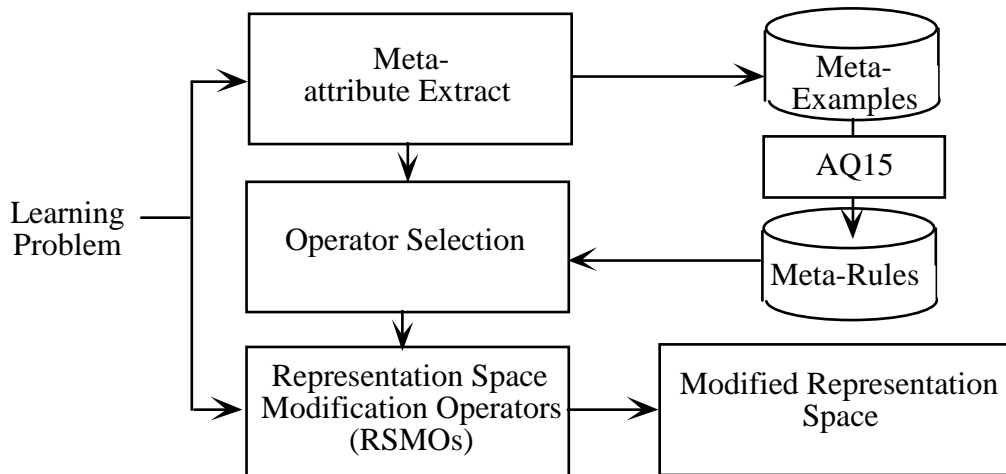 Meta-
attribute Extract
Meta-
Examples
AQ15
Learning
Problem
Operator Selection
Meta-Rules
Representation Space
Modification Operators
(RSMOs)
Modified Representation
Space